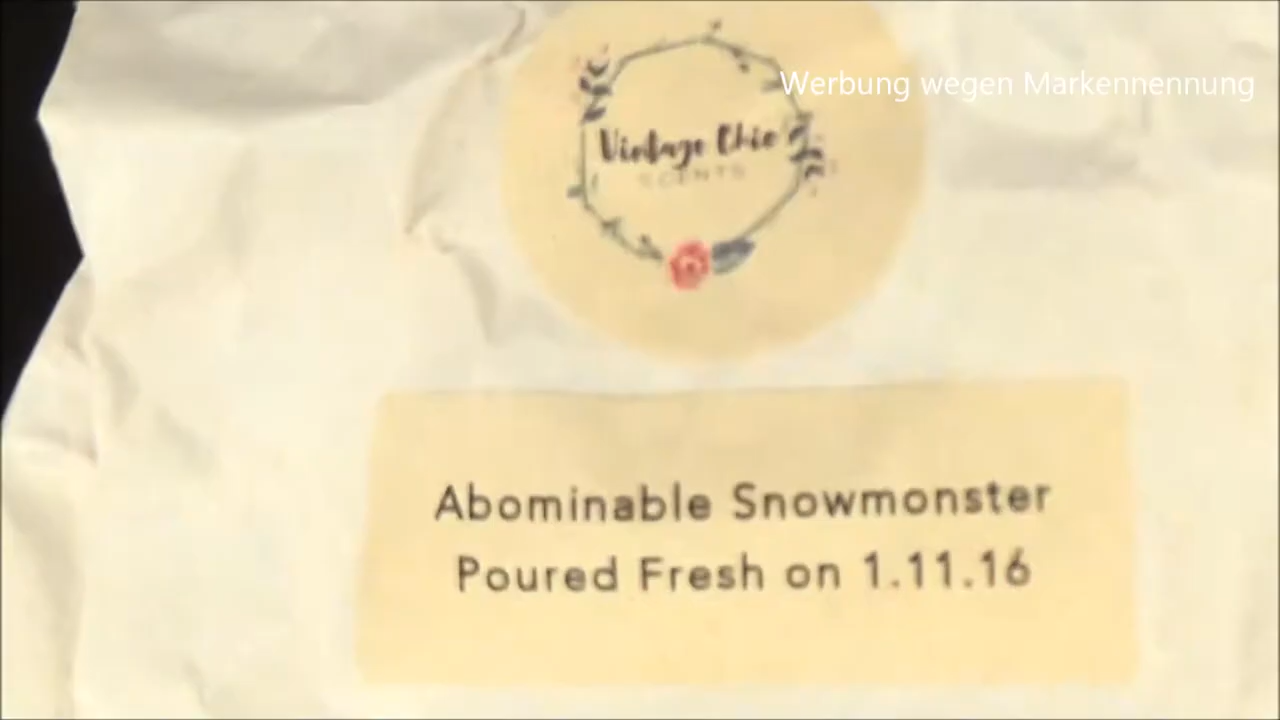 Werbung wegen Markennennung
Vintage Chic
SCENTS
Abominable Snowmonster
Poured Fresh on 1.11.16